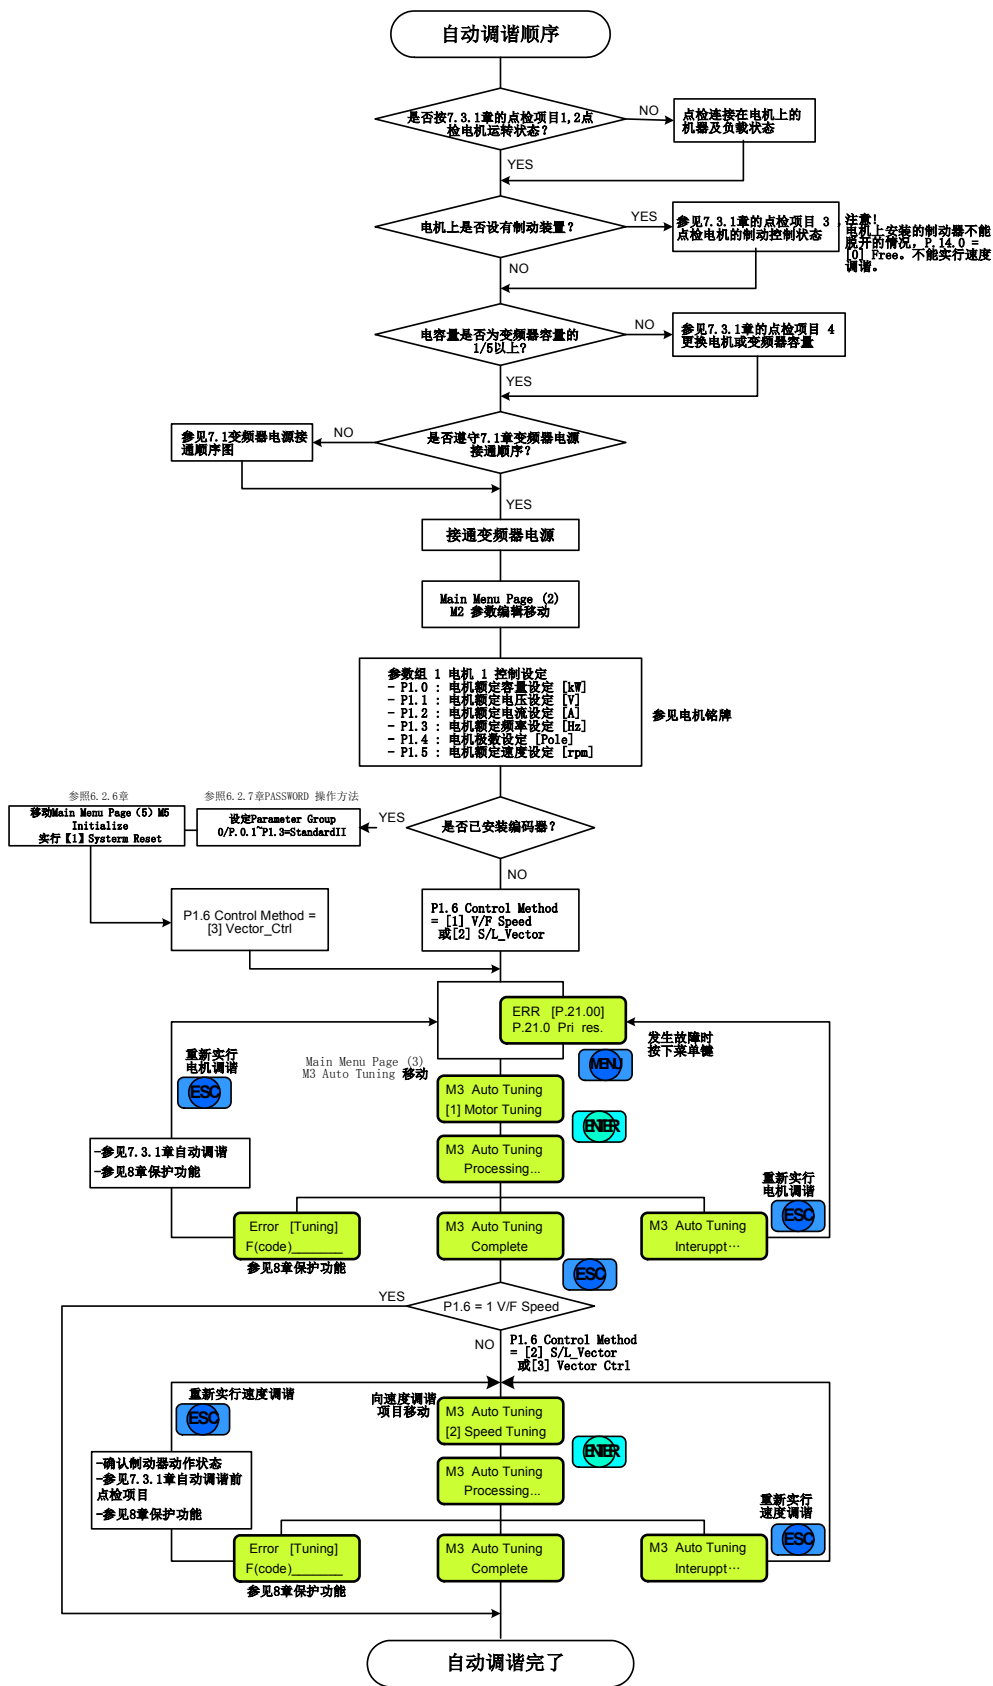 自动调谐顺序
是否按7.3.1章的点检项目1,2点
检电机运转状态？
NO
点检连接在电机上的
机器及负载状态
YES
电机上是否设有制动装置？
YES
参见7.3.1章的点检项目 3
点检电机的制动控制状态
注意！
电机上安装的制动器不能
脱开的情况, P.14.0 =
[0] Free。不能实行速度
调谐。
NO
电容量是否为变频器容量的
1/5以上？
NO
参见7.3.1章的点检项目 4
更换电机或变频器容量
YES
参见7.1变频器电源接
通顺序图
NO
是否遵守7.1章变频器电源
接通顺序？
YES
接通变频器电源
Main Menu Page (2)
M2 参数编辑移动
参数组 1 电机 1 控制设定
- P1.0 : 电机额定容量设定 [kW]
- P1.1 : 电机额定电压设定 [V]
- P1.2 : 电机额定电流设定 [A]
- P1.3 : 电机额定频率设定 [Hz]
- P1.4 : 电机极数设定 [Pole]
- P1.5 : 电机额定速度设定 [rpm]
参见电机铭牌
参照6.2.6章
参照6.2.7章PASSWORD 操作方法
移动Main Menu Page（5）M5
Initialize
实行【1】Systerm Reset
设定Parameter Group
0/P.0.1~P1.3=StandardII
YES
是否已安装编码器？
NO
P1.6 Control Method =
[3] Vector_Ctrl
P1.6 Control Method
= [1] V/F Speed
或[2] S/L_Vector
ERR [P.21.00]
P.21.0 Pri res.
发生故障时
按下菜单键
MENU
重新实行
电机调谐
ESC
Main Menu Page (3)
M3 Auto Tuning 移动
M3 Auto Tuning
[1] Motor Tuning
ENTER
-参见7.3.1章自动调谐
-参见8章保护功能
M3 Auto Tuning
Processing...
重新实行
电机调谐
ESC
Error [Tuning]
F(code)_______
参见8章保护功能
M3 Auto Tuning
Complete
M3 Auto Tuning
Interuppt…
ESC
YES
P1.6 = 1 V/F Speed
NO
P1.6 Control Method
= [2] S/L_Vector
或[3] Vector Ctrl
重新实行速度调谐
ESC
向速度调谐
项目移动
M3 Auto Tuning
[2] Speed Tuning
ENTER
-确认制动器动作状态
-参见7.3.1章自动调谐前
点检项目
-参见8章保护功能
M3 Auto Tuning
Processing...
重新实行
速度调谐
ESC
Error [Tuning]
F(code)_______
参见8章保护功能
M3 Auto Tuning
Complete
M3 Auto Tuning
Interuppt…
自动调谐完了